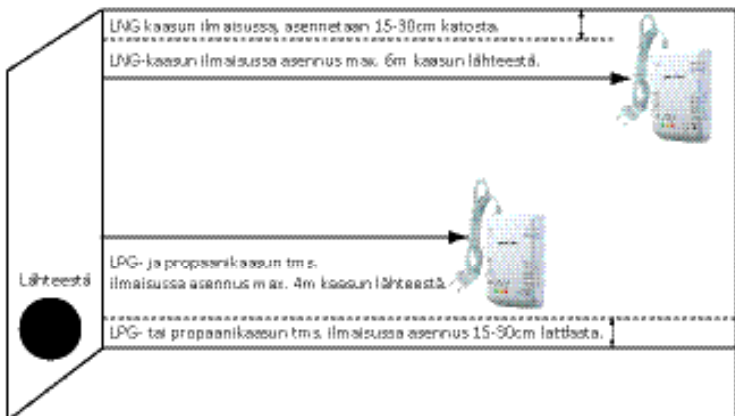 LNG kaasun ilmaisussa, asennetaan 15-30cm katosta.
LNG-kaasun ilmaisussa asennus max. 6m kaasun lähteestä.
LPG- ja propaanikaasun tms.
ilmaisussa asennus max. 4m kaasun lähteestä.
Lähteestä
LPG- tai propaanikaasun tms. ilmaisussa asennus 15-30cm lattiasta.